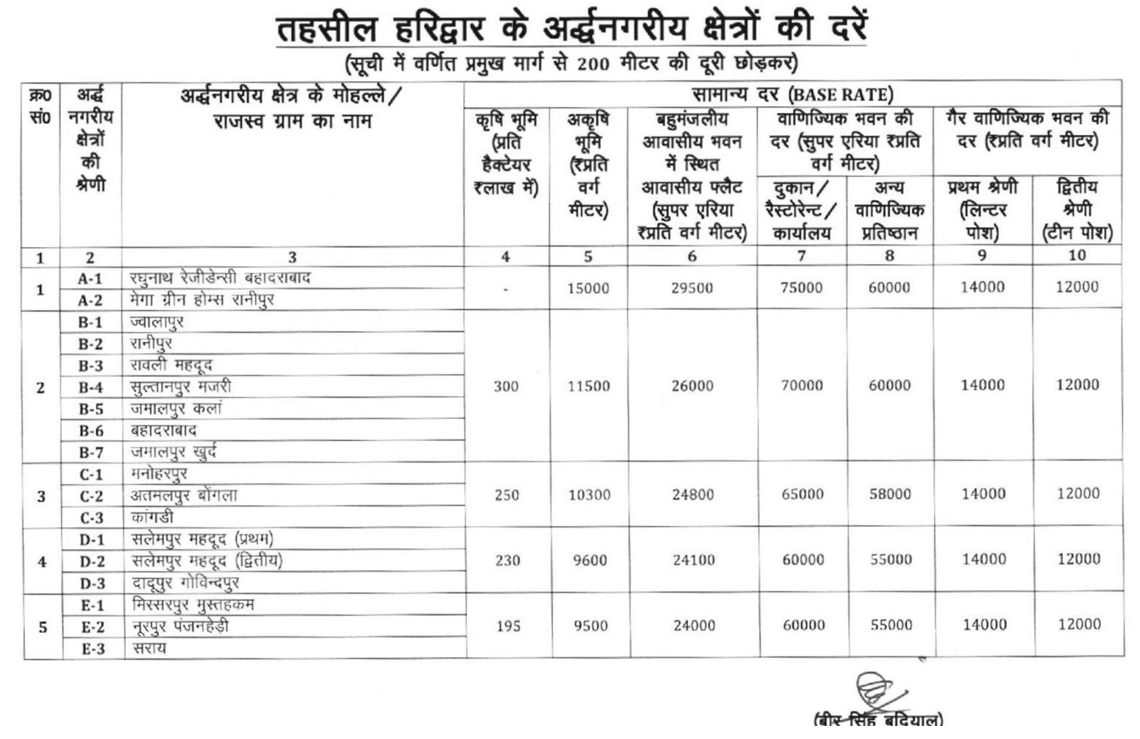 तहसील हरिद्वार के अर्द्धनगरीय क्षेत्रों की दरें
(सूची में वर्णित प्रमुख मार्ग से 200 मीटर की दूरी छोड़कर)
क्र0 सं0 अर्द्ध नगरीय क्षेत्रों की श्रेणी अर्द्धनगरीय क्षेत्र के मोहल्ले/ राजस्व ग्राम का नाम सामान्य दर (BASE RATE)
कृषि भूमि (प्रति हैक्टेयर ₹लाख में) अकृषि भूमि (₹प्रति वर्ग मीटर) बहुमंजलीय आवासीय भवन में स्थित आवासीय फ्लैट (सुपर एरिया ₹प्रति वर्ग मीटर) वाणिज्यिक भवन की दर (सुपर एरिया ₹प्रति वर्ग मीटर) गैर वाणिज्यिक भवन की दर (₹प्रति वर्ग मीटर)
दुकान/ रैस्टोरेन्ट/ कार्यालय अन्य वाणिज्यिक प्रतिष्ठान प्रथम श्रेणी (लिन्टर पोश) द्वितीय श्रेणी (टीन पोश)
1 2 3 4 5 6 7 8 9 10
1 A-1 रघुनाथ रेजीडेन्सी बहादराबाद - 15000 29500 75000 60000 14000 12000
A-2 मेगा ग्रीन होम्स रानीपुर
B-1 ज्वालापुर
B-2 रानीपुर
B-3 रावली महदूद
2 B-4 सुल्तानपुर मजरी 300 11500 26000 70000 60000 14000 12000
B-5 जमालपुर कलां
B-6 बहादराबाद
B-7 जमालपुर खुर्द
C-1 मनोहरपुर
3 C-2 अतमलपुर बोंगला 250 10300 24800 65000 58000 14000 12000
C-3 कांगडी
D-1 सलेमपुर महदूद (प्रथम)
4 D-2 सलेमपुर महदूद (द्वितीय) 230 9600 24100 60000 55000 14000 12000
D-3 दादूपुर गोविन्दपुर
E-1 मिस्सरपुर मुस्तहकम
5 E-2 नूरपुर पंजनहेड़ी 195 9500 24000 60000 55000 14000 12000
E-3 सराय
(बीर सिंह बुदियाल)